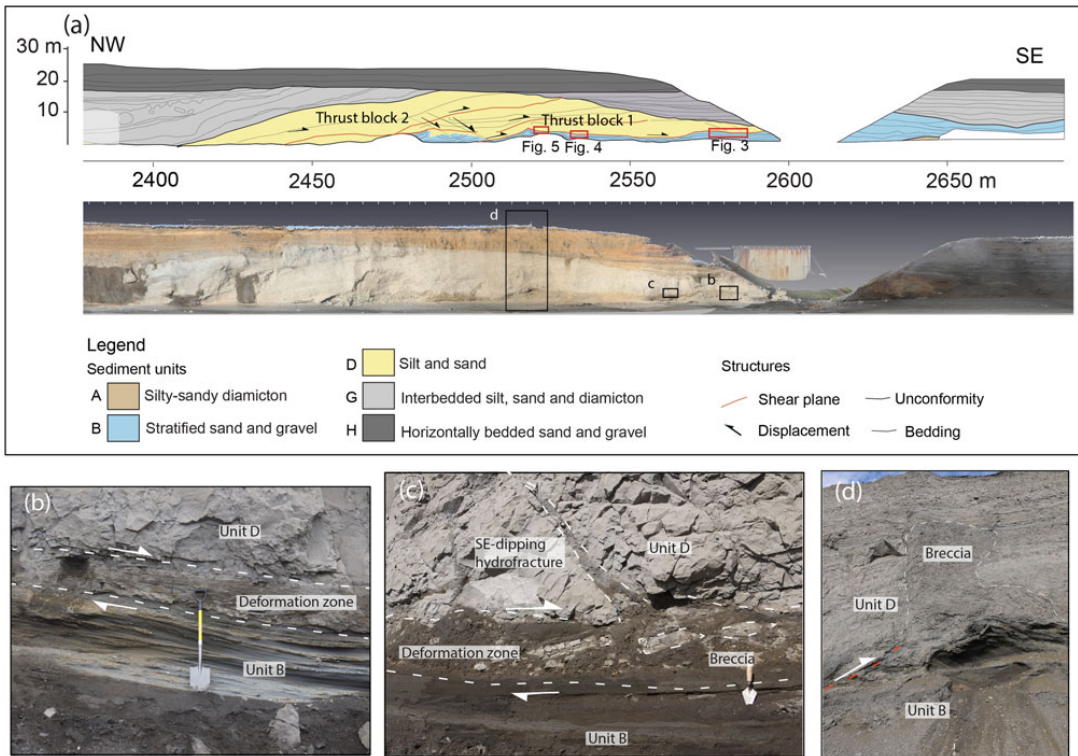 (a)
NW
SE
30 m
20
10
Thrust block 2
Thrust block 1
Fig. 5
Fig. 4
Fig. 3
2400
2450
2500
2550
2600
2650 m
d
c
b
Legend
Sediment units
A Silty-sandy diamicton
B Stratified sand and gravel
D Silt and sand
G Interbedded silt, sand and diamicton
H Horizontally bedded sand and gravel
Structures
Shear plane
Unconformity
Displacement
Bedding
(b)
Unit D
Deformation zone
Unit B
(c)
SE-dipping
hydrofracture
Unit D
Deformation zone
Breccia
Unit B
(d)
Breccia
Unit D
Unit B